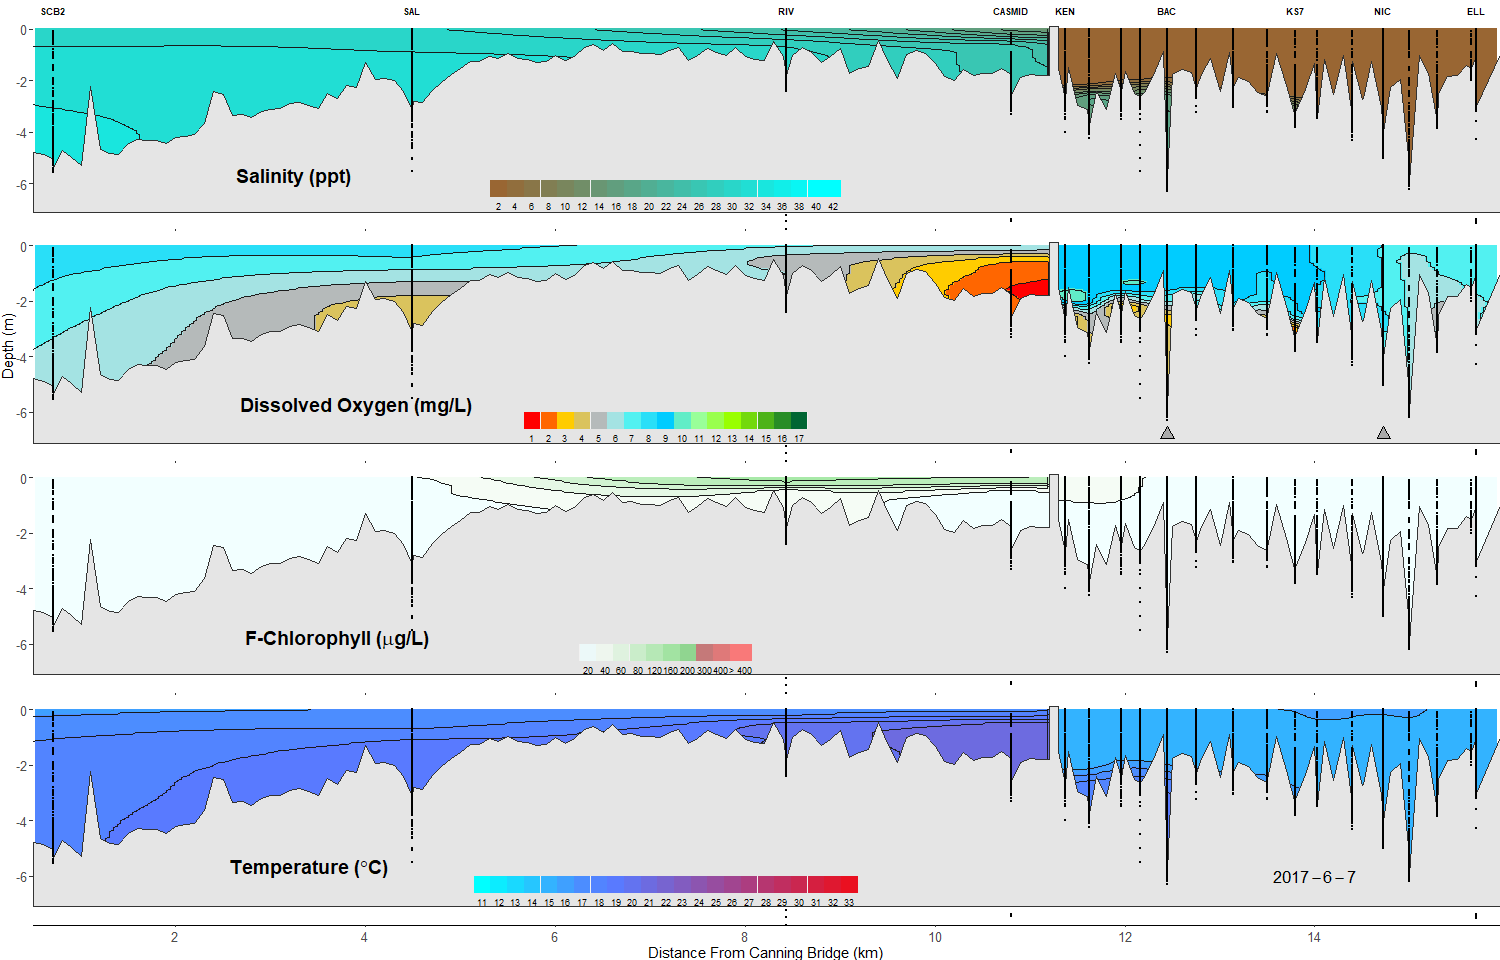 SCB2 SAL RIV CASMID KEN BAC KS7 NIC ELL
0
-2
-4
-6
Salinity (ppt)
2 4 6 8 10 12 14 16 18 20 22 24 26 28 30 32 34 36 38 40 42
0
-2
-4
-6
Depth (m)
Dissolved Oxygen (mg/L)
1 2 3 4 5 6 7 8 9 10 11 12 13 14 15 16 17
0
-2
-4
-6
F-Chlorophyll (μg/L)
20 40 60 80 120 160 200 300 400 > 400
0
-2
-4
-6
Temperature (°C)
2017-6-7
11 12 13 14 15 16 17 18 19 20 21 22 23 24 25 26 27 28 29 30 31 32 33
2 4 6 8 10 12 14
Distance From Canning Bridge (km)